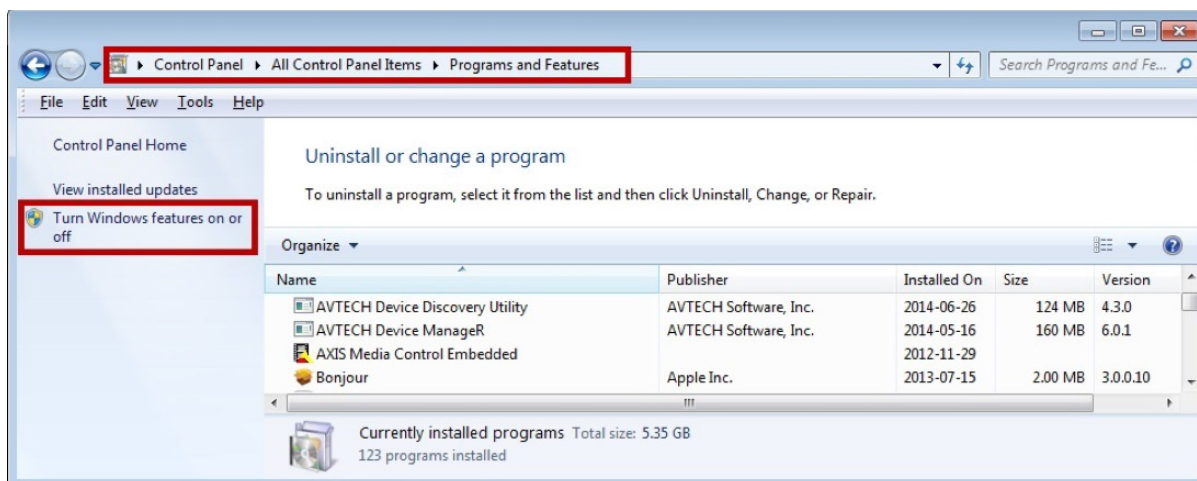 Control Panel ▸ All Control Panel Items ▸ Programs and Features
Search Programs and Fe...
File Edit View Tools Help
Control Panel Home
View installed updates
Turn Windows features on or
off
Uninstall or change a program
To uninstall a program, select it from the list and then click Uninstall, Change, or Repair.
Organize
Name Publisher Installed On Size Version
AVTECH Device Discovery Utility AVTECH Software, Inc. 2014-06-26 124 MB 4.3.0
AVTECH Device ManageR AVTECH Software, Inc. 2014-05-16 160 MB 6.0.1
AXIS Media Control Embedded 2012-11-29
Bonjour Apple Inc. 2013-07-15 2.00 MB 3.0.0.10
Currently installed programs Total size: 5.35 GB
123 programs installed